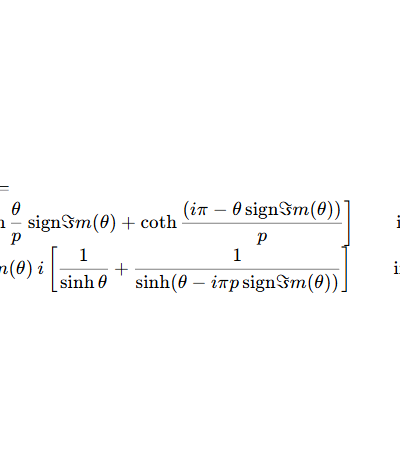 =
θ/p signℑm(θ) + coth (iπ − θ signℑm(θ))/p ]
(θ) i [ 1/sinh θ + 1/sinh(θ − iπp signℑm(θ)) ]